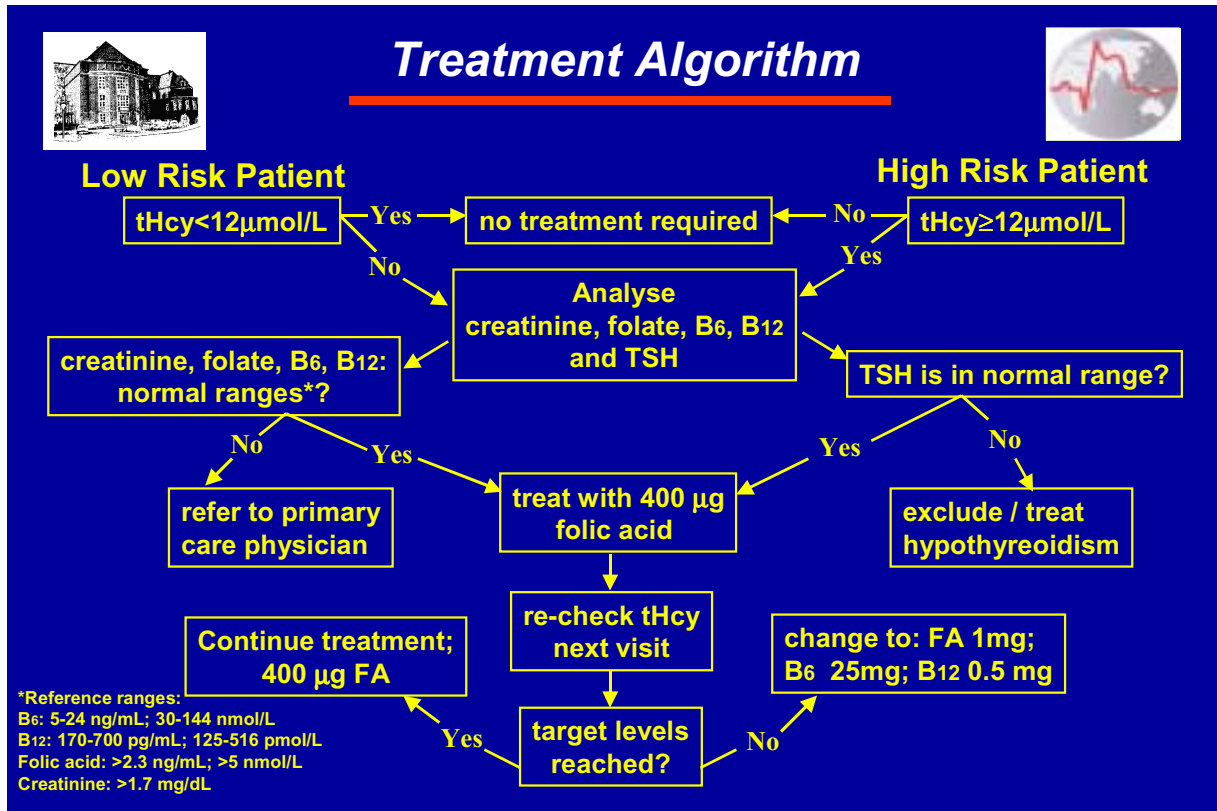 Treatment Algorithm
Low Risk Patient
High Risk Patient
tHcy<12μmol/L
Yes
no treatment required
No
tHcy≥12μmol/L
No
Yes
Analyse
creatinine, folate, B6, B12
and TSH
creatinine, folate, B6, B12:
normal ranges*?
TSH is in normal range?
No
Yes
Yes
No
refer to primary
care physician
treat with 400 μg
folic acid
exclude / treat
hypothyreoidism
re-check tHcy
next visit
Continue treatment;
400 μg FA
change to: FA 1mg;
B6 25mg; B12 0.5 mg
target levels
reached?
Yes
No
*Reference ranges:
B6: 5-24 ng/mL; 30-144 nmol/L
B12: 170-700 pg/mL; 125-516 pmol/L
Folic acid: >2.3 ng/mL; >5 nmol/L
Creatinine: >1.7 mg/dL